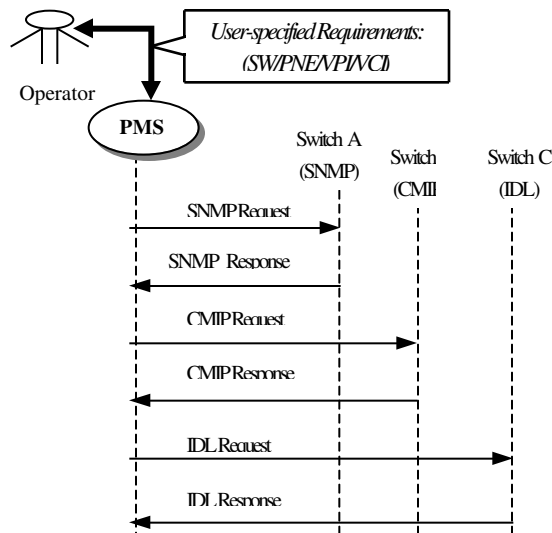 User-specified Requirements:
(SW/PNE/VPI/VCI)
Operator
PMS
Switch A
(SNMP)
Switch
(CMII
Switch C
(IDL)
SNMP Request
SNMP Response
CMIP Request
CMIP Response
IDL Request
IDL Response